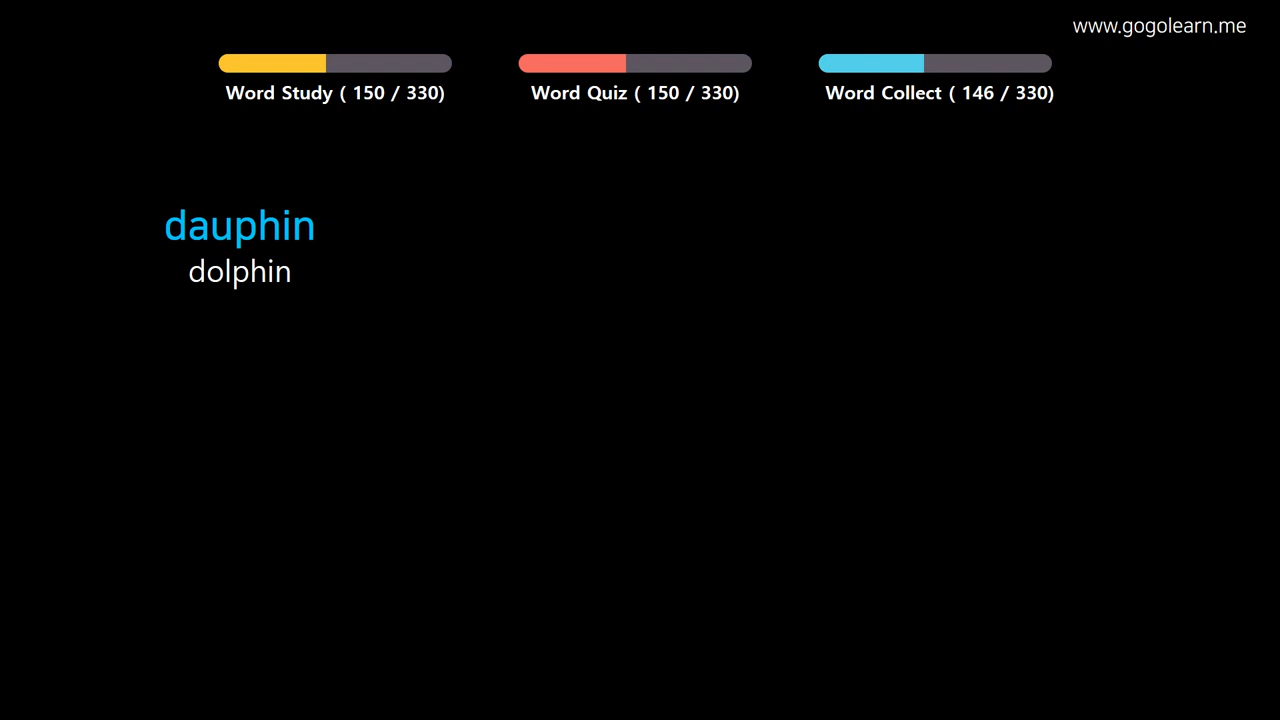 www.gogolearn.me
Word Study ( 150 / 330)
Word Quiz ( 150 / 330)
Word Collect ( 146 / 330)
dauphin
dolphin